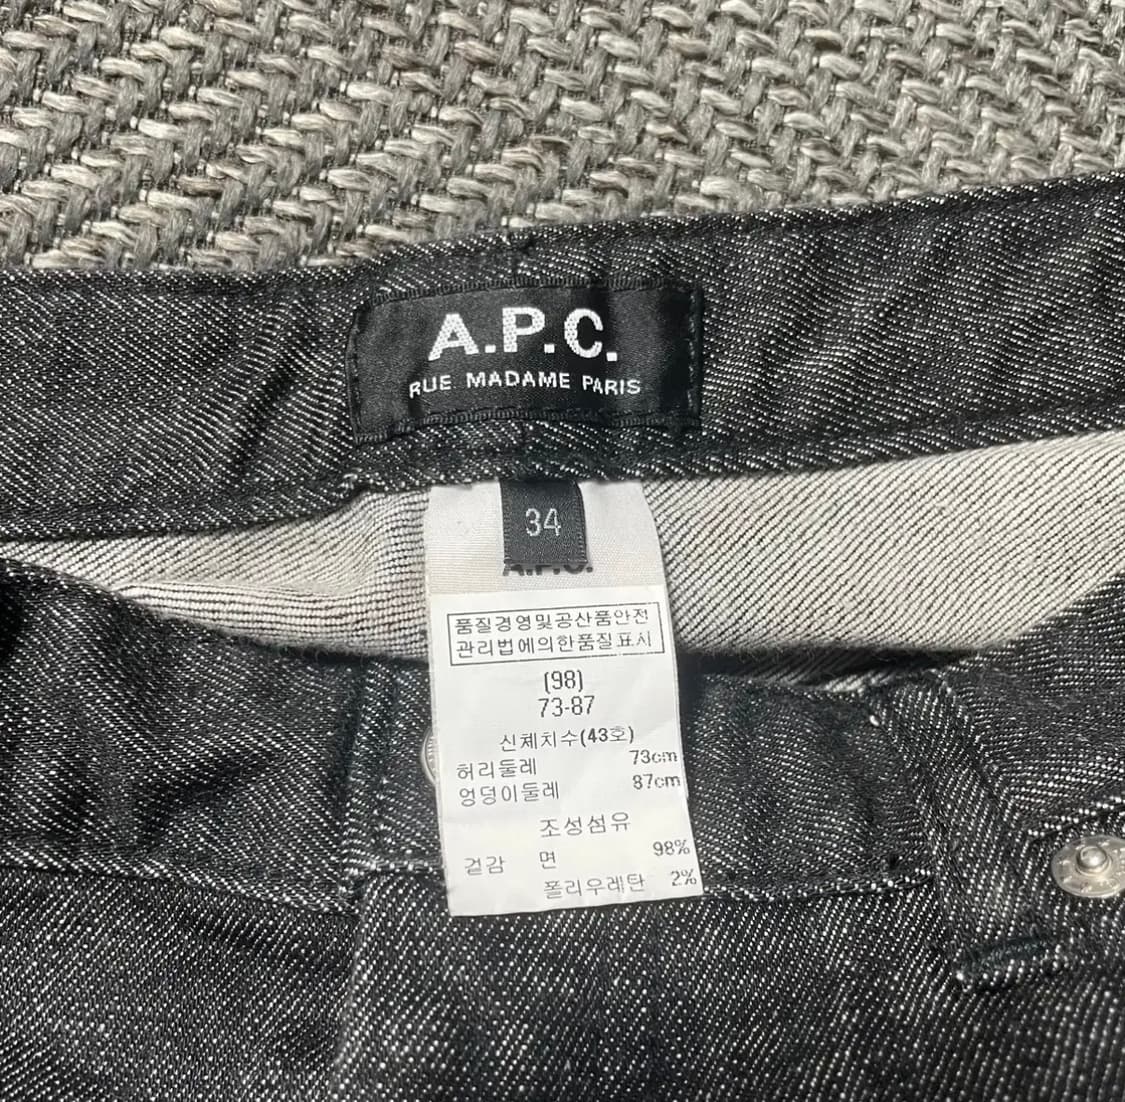 A.P.C.
RUE MADAME PARIS
34
A.P.C.
품질경영및공산품안전
관리법에의한품질표시
(98)
73-87
신체치수(43호)
허리둘레 73cm
엉덩이둘레 87cm
조성섬유
겉감 면 98%
폴리우레탄 2%